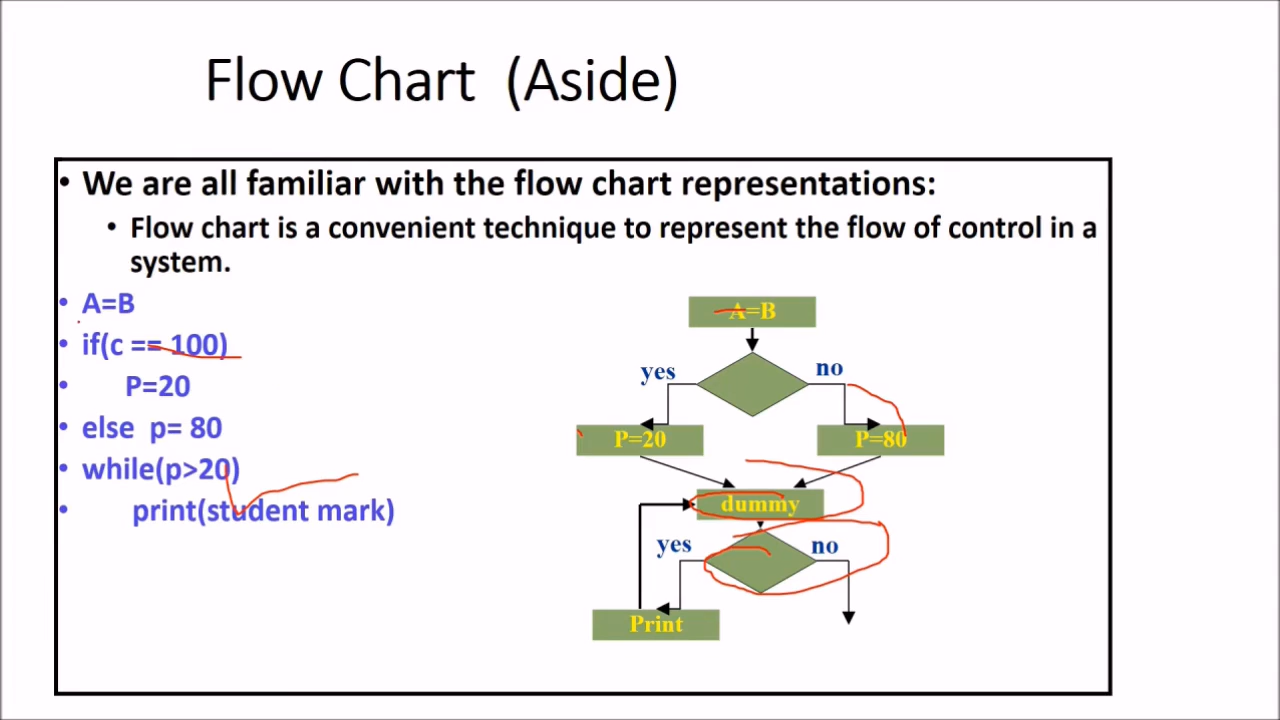 Flow Chart (Aside)
• We are all familiar with the flow chart representations:
• Flow chart is a convenient technique to represent the flow of control in a
system.
• A=B
• if(c == 100)
• P=20
• else p= 80
• while(p>20)
• print(student mark)
A=B
yes
no
P=20
P=80
dummy
yes
no
Print